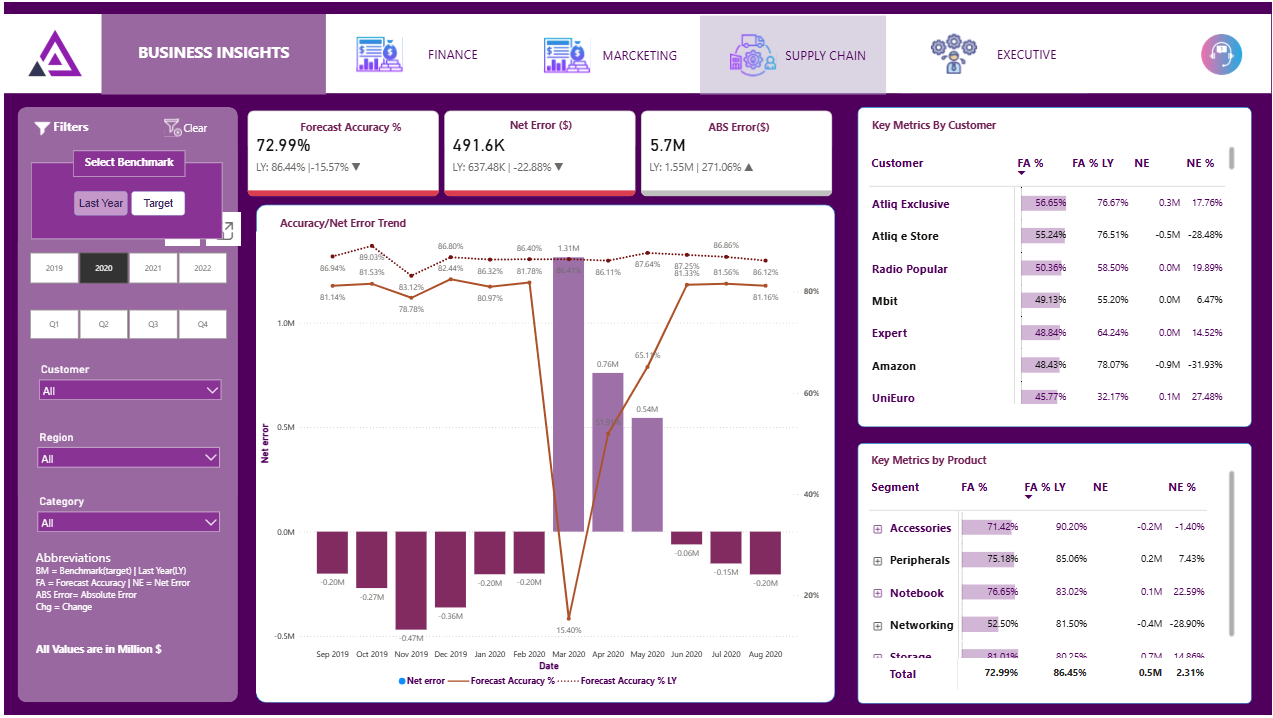 BUSINESS INSIGHTS
FINANCE
MARCKETING
SUPPLY CHAIN
EXECUTIVE
Filters
Clear
Select Benchmark
Last Year
Target
2019
2020
2021
2022
Q1
Q2
Q3
Q4
Customer
All
Region
All
Category
All
Abbreviations
BM = Benchmark(target) | Last Year(LY)
FA = Forecast Accuracy | NE = Net Error
ABS Error= Absolute Error
Chg = Change
All Values are in Million $
Forecast Accuracy %
72.99%
LY: 86.44% |-15.57%
Net Error ($)
491.6K
LY: 637.48K | -22.88%
ABS Error($)
5.7M
LY: 1.55M | 271.06%
Accuracy/Net Error Trend
86.94%
89.03%
83.12%
86.80%
86.32%
86.40%
86.41%
86.11%
87.64%
87.25%
86.86%
86.12%
81.14%
81.53%
78.78%
82.44%
80.97%
81.78%
15.40%
65.11%
81.33%
81.56%
81.16%
1.31M
0.76M
0.54M
-0.20M
-0.27M
-0.47M
-0.36M
-0.20M
-0.20M
-0.06M
-0.15M
-0.20M
1.0M
0.5M
0.0M
-0.5M
80%
60%
40%
20%
Net error
Sep 2019
Oct 2019
Nov 2019
Dec 2019
Jan 2020
Feb 2020
Mar 2020
Apr 2020
May 2020
Jun 2020
Jul 2020
Aug 2020
Date
Net error
Forecast Accuracy %
Forecast Accuracy % LY
Key Metrics By Customer
Customer FA % FA % LY NE NE %
Atliq Exclusive 56.65% 76.67% 0.3M 17.76%
Atliq e Store 55.24% 76.51% -0.5M -28.48%
Radio Popular 50.36% 58.50% 0.0M 19.89%
Mbit 49.13% 55.20% 0.0M 6.47%
Expert 48.84% 64.24% 0.0M 14.52%
Amazon 48.43% 78.07% -0.9M -31.93%
UniEuro 45.77% 32.17% 0.1M 27.48%
Key Metrics by Product
Segment FA % FA % LY NE NE %
Accessories 71.42% 90.20% -0.2M -1.40%
Peripherals 75.18% 85.06% 0.2M 7.43%
Notebook 76.65% 83.02% 0.1M 22.59%
Networking 52.50% 81.50% -0.4M -28.90%
Storage 81.01% 80.25% 0.7M 14.86%
Total 72.99% 86.45% 0.5M 2.31%